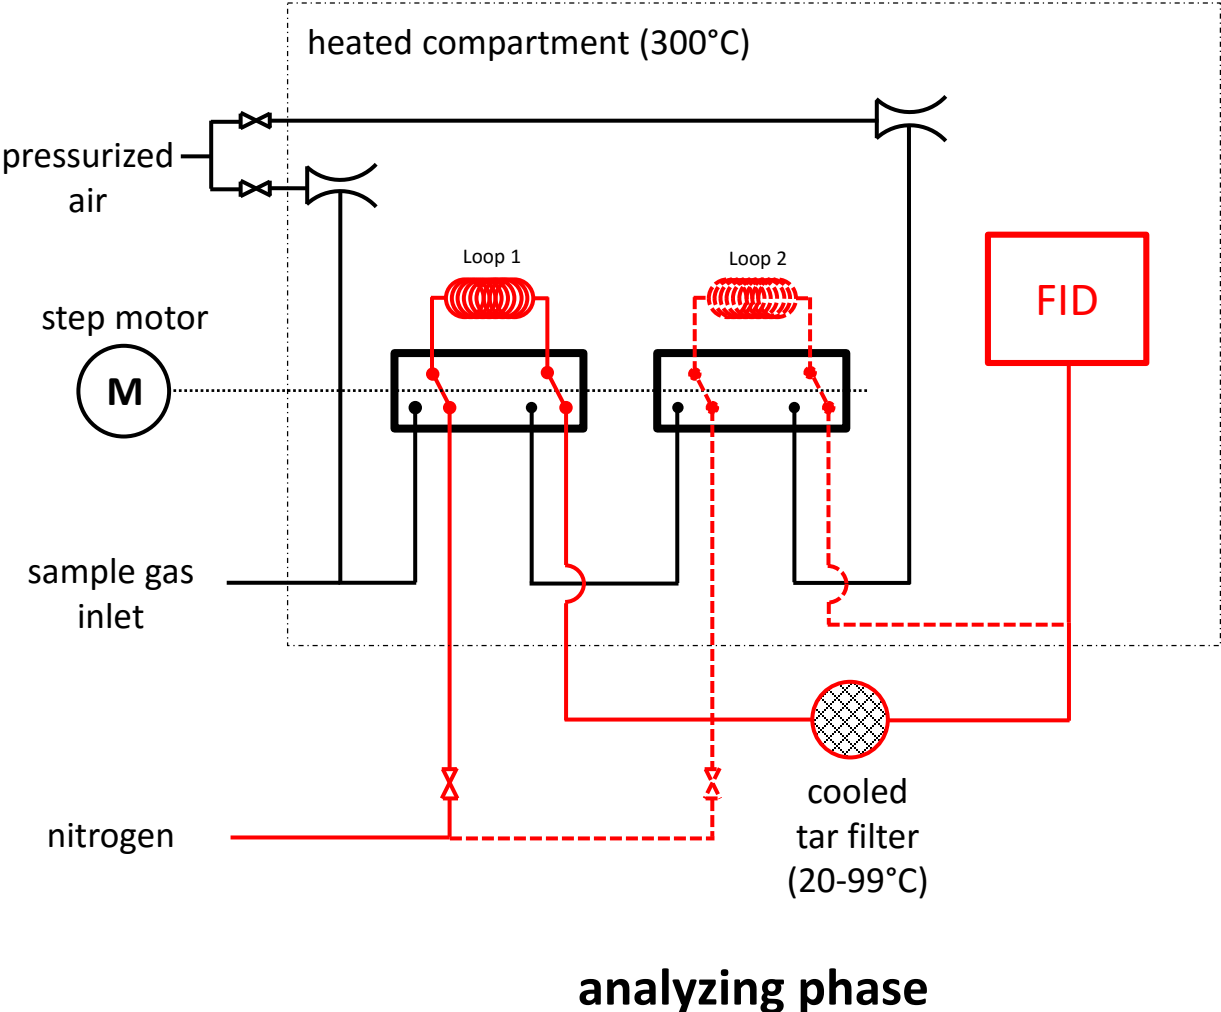 heated compartment (300°C)
pressurized
air
Loop 1
Loop 2
FID
step motor
M
sample gas
inlet
cooled
tar filter
(20-99°C)
nitrogen
analyzing phase